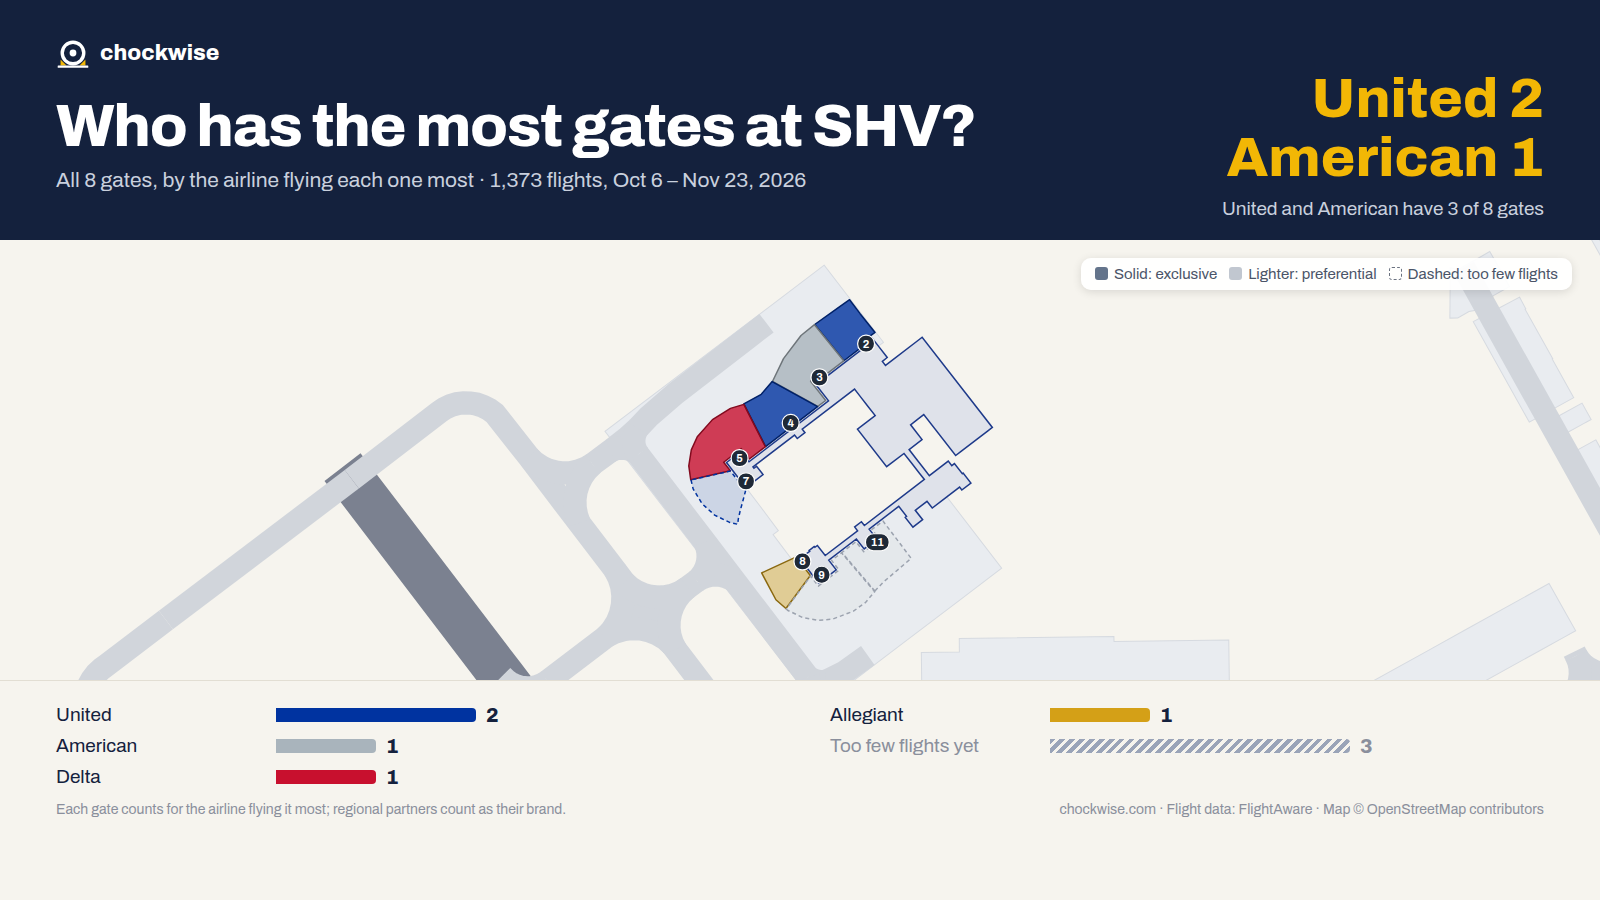 chockwise
Who has the most gates at SHV?
All 8 gates, by the airline flying each one most · 1,373 flights, Oct 6 – Nov 23, 2026
United 2
American 1
United and American have 3 of 8 gates
Solid: exclusive
Lighter: preferential
Dashed: too few flights
2
3
4
5
7
8
9
11
United 2
American 1
Delta 1
Allegiant 1
Too few flights yet 3
Each gate counts for the airline flying it most; regional partners count as their brand.
chockwise.com · Flight data: FlightAware · Map © OpenStreetMap contributors